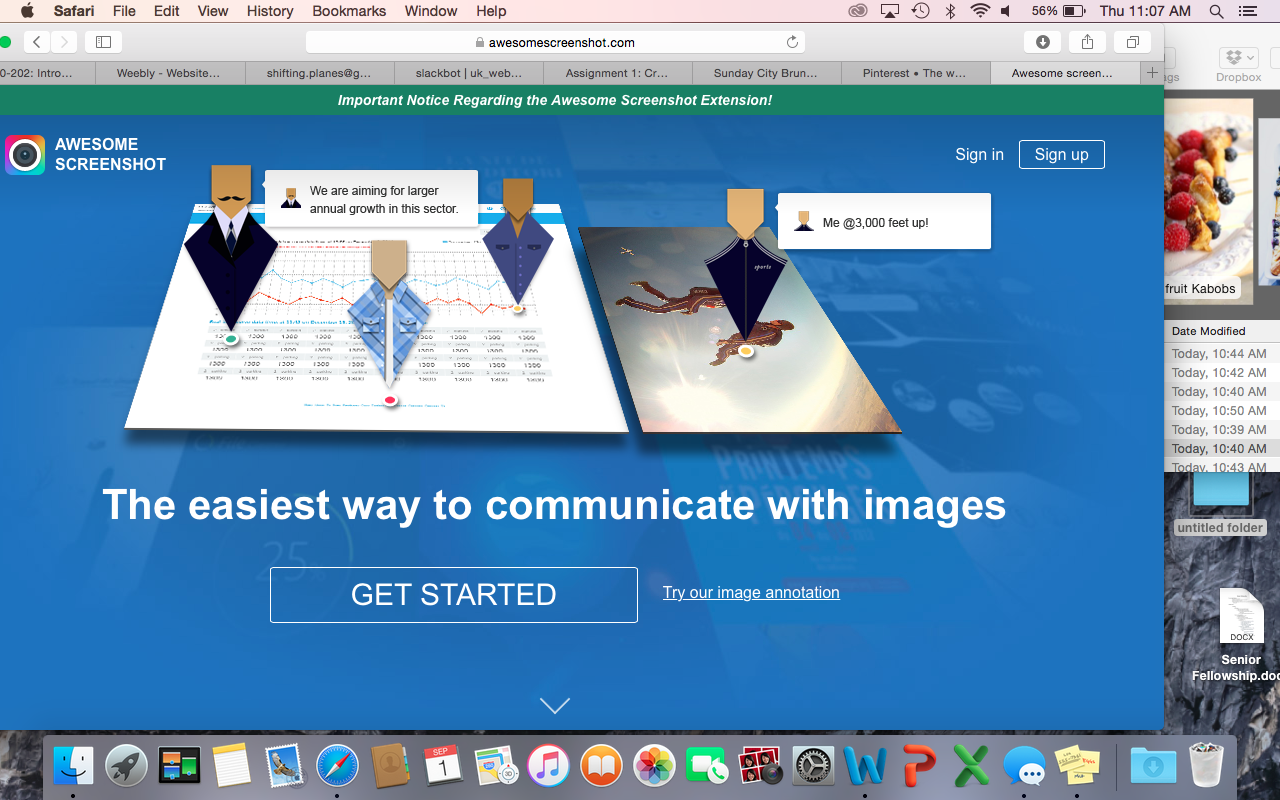 Safari File Edit View History Bookmarks Window Help 56% Thu 11:07 AM
awesomescreenshot.com
0-202: Intro... Weebly - Website... shifting.planes@g... slackbot | uk_web... Assignment 1: Cr... Sunday City Brun... Pinterest • The w... Awesome screen...
ags Dropbox
Important Notice Regarding the Awesome Screenshot Extension!
AWESOME
SCREENSHOT
Sign in Sign up
We are aiming for larger
annual growth in this sector.
Me @3,000 feet up!
sports
fruit Kabobs
Date Modified
Today, 10:44 AM
Today, 10:42 AM
Today, 10:40 AM
Today, 10:50 AM
Today, 10:39 AM
Today, 10:40 AM
Today, 10:43 AM
PRINTEMPS
25%
The easiest way to communicate with images
untitled folder
GET STARTED
Try our image annotation
DOCX
Senior
Fellowship.doc
SEP
1
3D